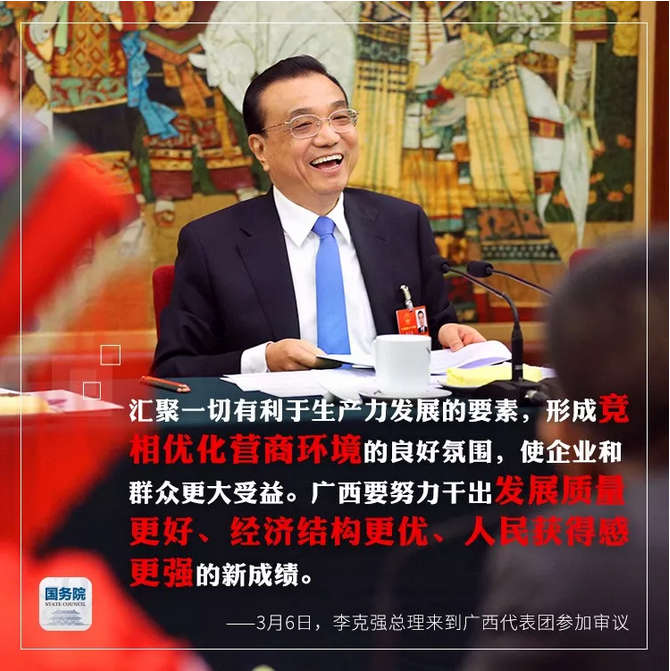 汇聚一切有利于生产力发展的要素，形成竞
相优化营商环境的良好氛围，使企业和
群众更大受益。广西要努力干出发展质量
更好、经济结构更优、人民获得感
更强的新成绩。
国务院
STATE COUNCIL
——3月6日，李克强总理来到广西代表团参加审议